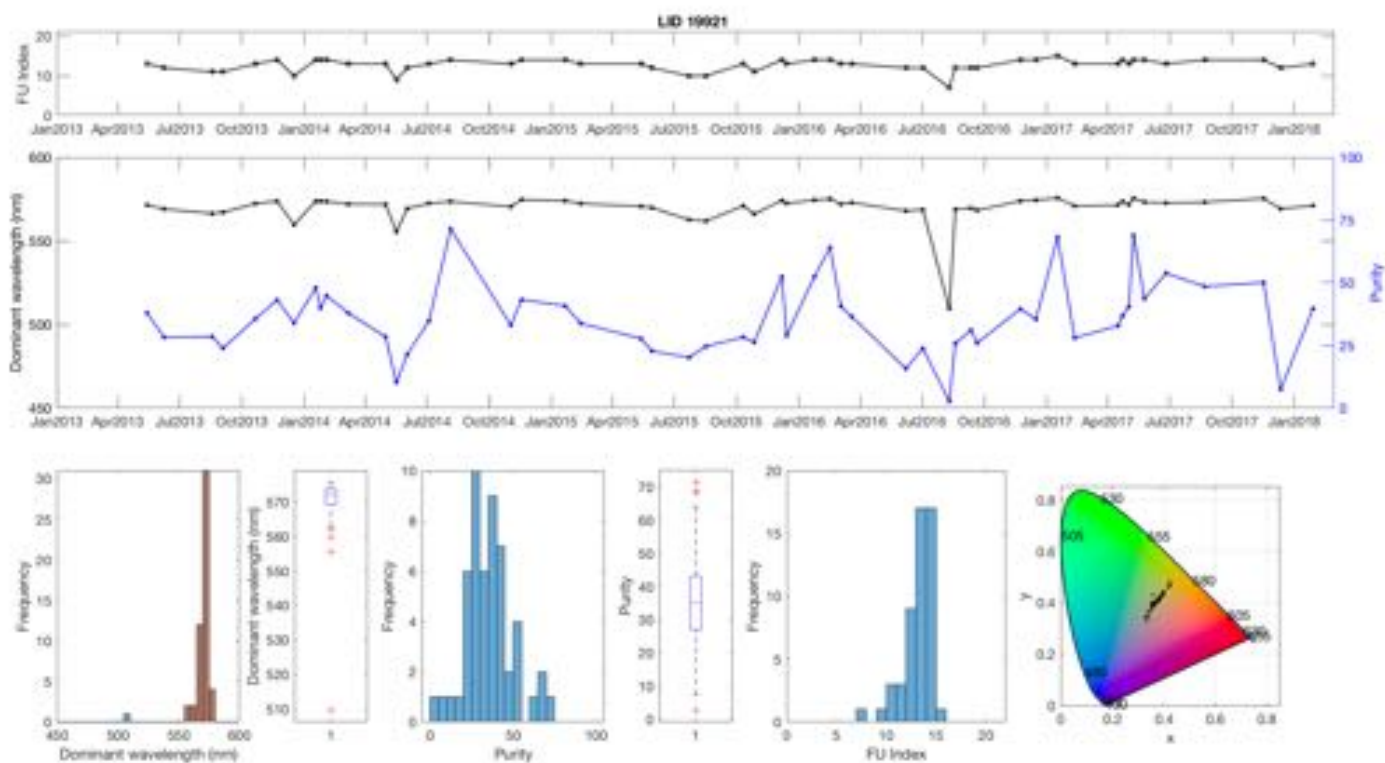 LID 19921
20
10
0
FU Index
Jan2013 Apr2013 Jul2013 Oct2013 Jan2014 Apr2014 Jul2014 Oct2014 Jan2015 Apr2015 Jul2015 Oct2015 Jan2016 Apr2016 Jul2016 Oct2016 Jan2017 Apr2017 Jul2017 Oct2017 Jan2018
600
550
500
450
Dominant wavelength (nm)
100
75
50
25
0
Purity
Jan2013 Apr2013 Jul2013 Oct2013 Jan2014 Apr2014 Jul2014 Oct2014 Jan2015 Apr2015 Jul2015 Oct2015 Jan2016 Apr2016 Jul2016 Oct2016 Jan2017 Apr2017 Jul2017 Oct2017 Jan2018
30
25
20
15
10
5
0
Frequency
450 500 550 600
Dominant wavelength (nm)
570
560
550
540
530
520
510
Dominant wavelength (nm)
1
10
8
6
4
2
0
Frequency
0 50 100
Purity
70
60
50
40
30
20
10
0
Purity
1
20
15
10
5
0
Frequency
0 5 10 15 20
FU Index
0.8
0.6
0.4
0.2
0
y
530
505
555
580
0 0.2 0.4 0.6 0.8
x